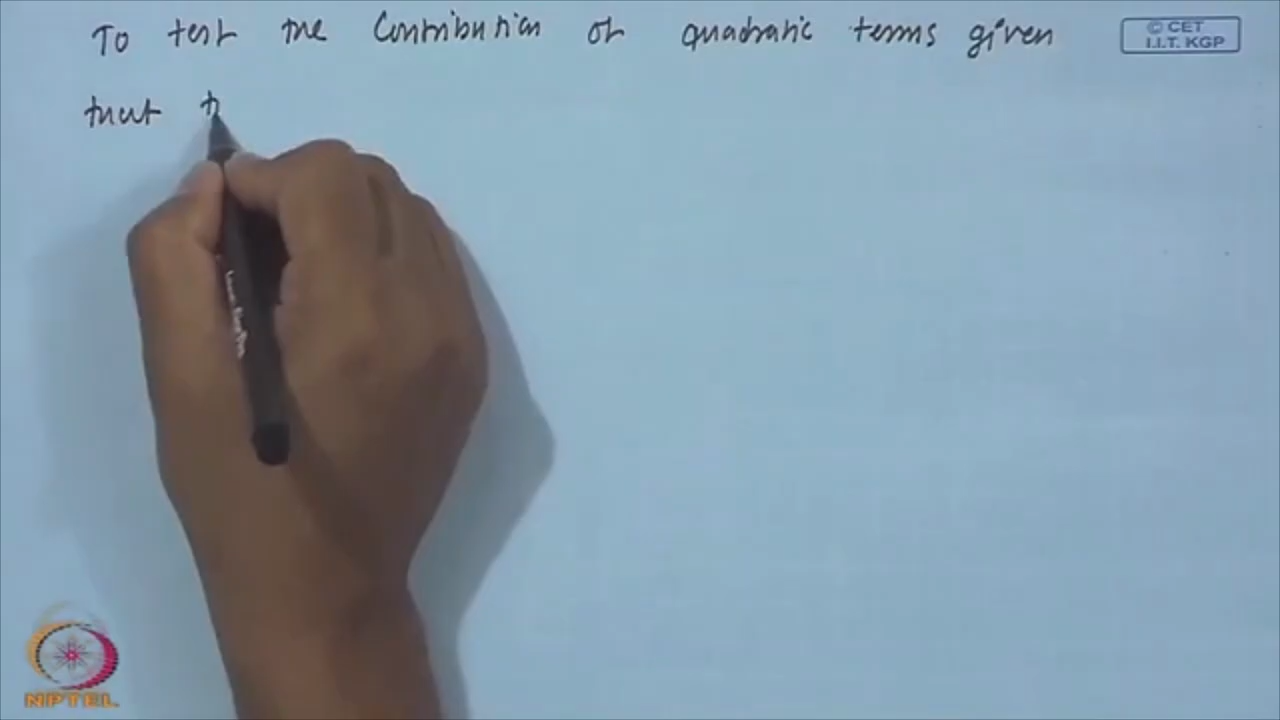 To test the Contribution of quadratic terms given
that
© CET
I.I.T. KGP
NPTEL